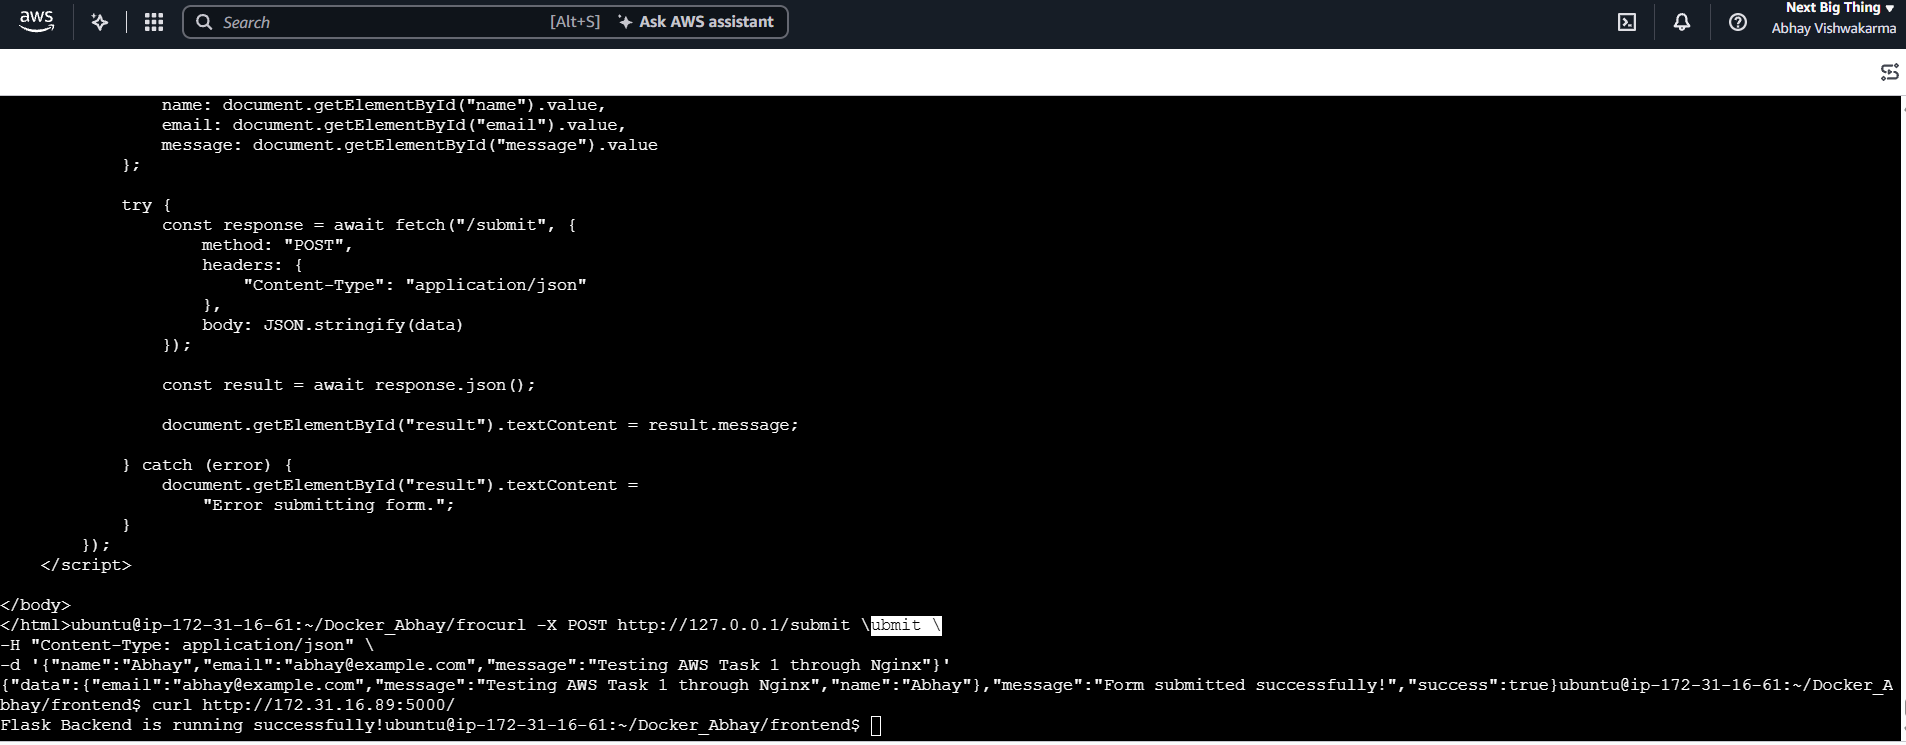 aws
Search [Alt+S] Ask AWS assistant
Next Big Thing ▼
Abhay Vishwakarma
                name: document.getElementById("name").value,
                email: document.getElementById("email").value,
                message: document.getElementById("message").value
            };
            try {
                const response = await fetch("/submit", {
                    method: "POST",
                    headers: {
                        "Content-Type": "application/json"
                    },
                    body: JSON.stringify(data)
                });
                const result = await response.json();
                document.getElementById("result").textContent = result.message;
            } catch (error) {
                document.getElementById("result").textContent =
                    "Error submitting form.";
            }
        });
    </script>
</body>
</html>ubuntu@ip-172-31-16-61:~/Docker_Abhay/frocurl -X POST http://127.0.0.1/submit \ubmit \
-H "Content-Type: application/json" \
-d '{"name":"Abhay","email":"abhay@example.com","message":"Testing AWS Task 1 through Nginx"}'
{"data":{"email":"abhay@example.com","message":"Testing AWS Task 1 through Nginx","name":"Abhay"},"message":"Form submitted successfully!","success":true}ubuntu@ip-172-31-16-61:~/Docker_A
bhay/frontend$ curl http://172.31.16.89:5000/
Flask Backend is running successfully!ubuntu@ip-172-31-16-61:~/Docker_Abhay/frontend$